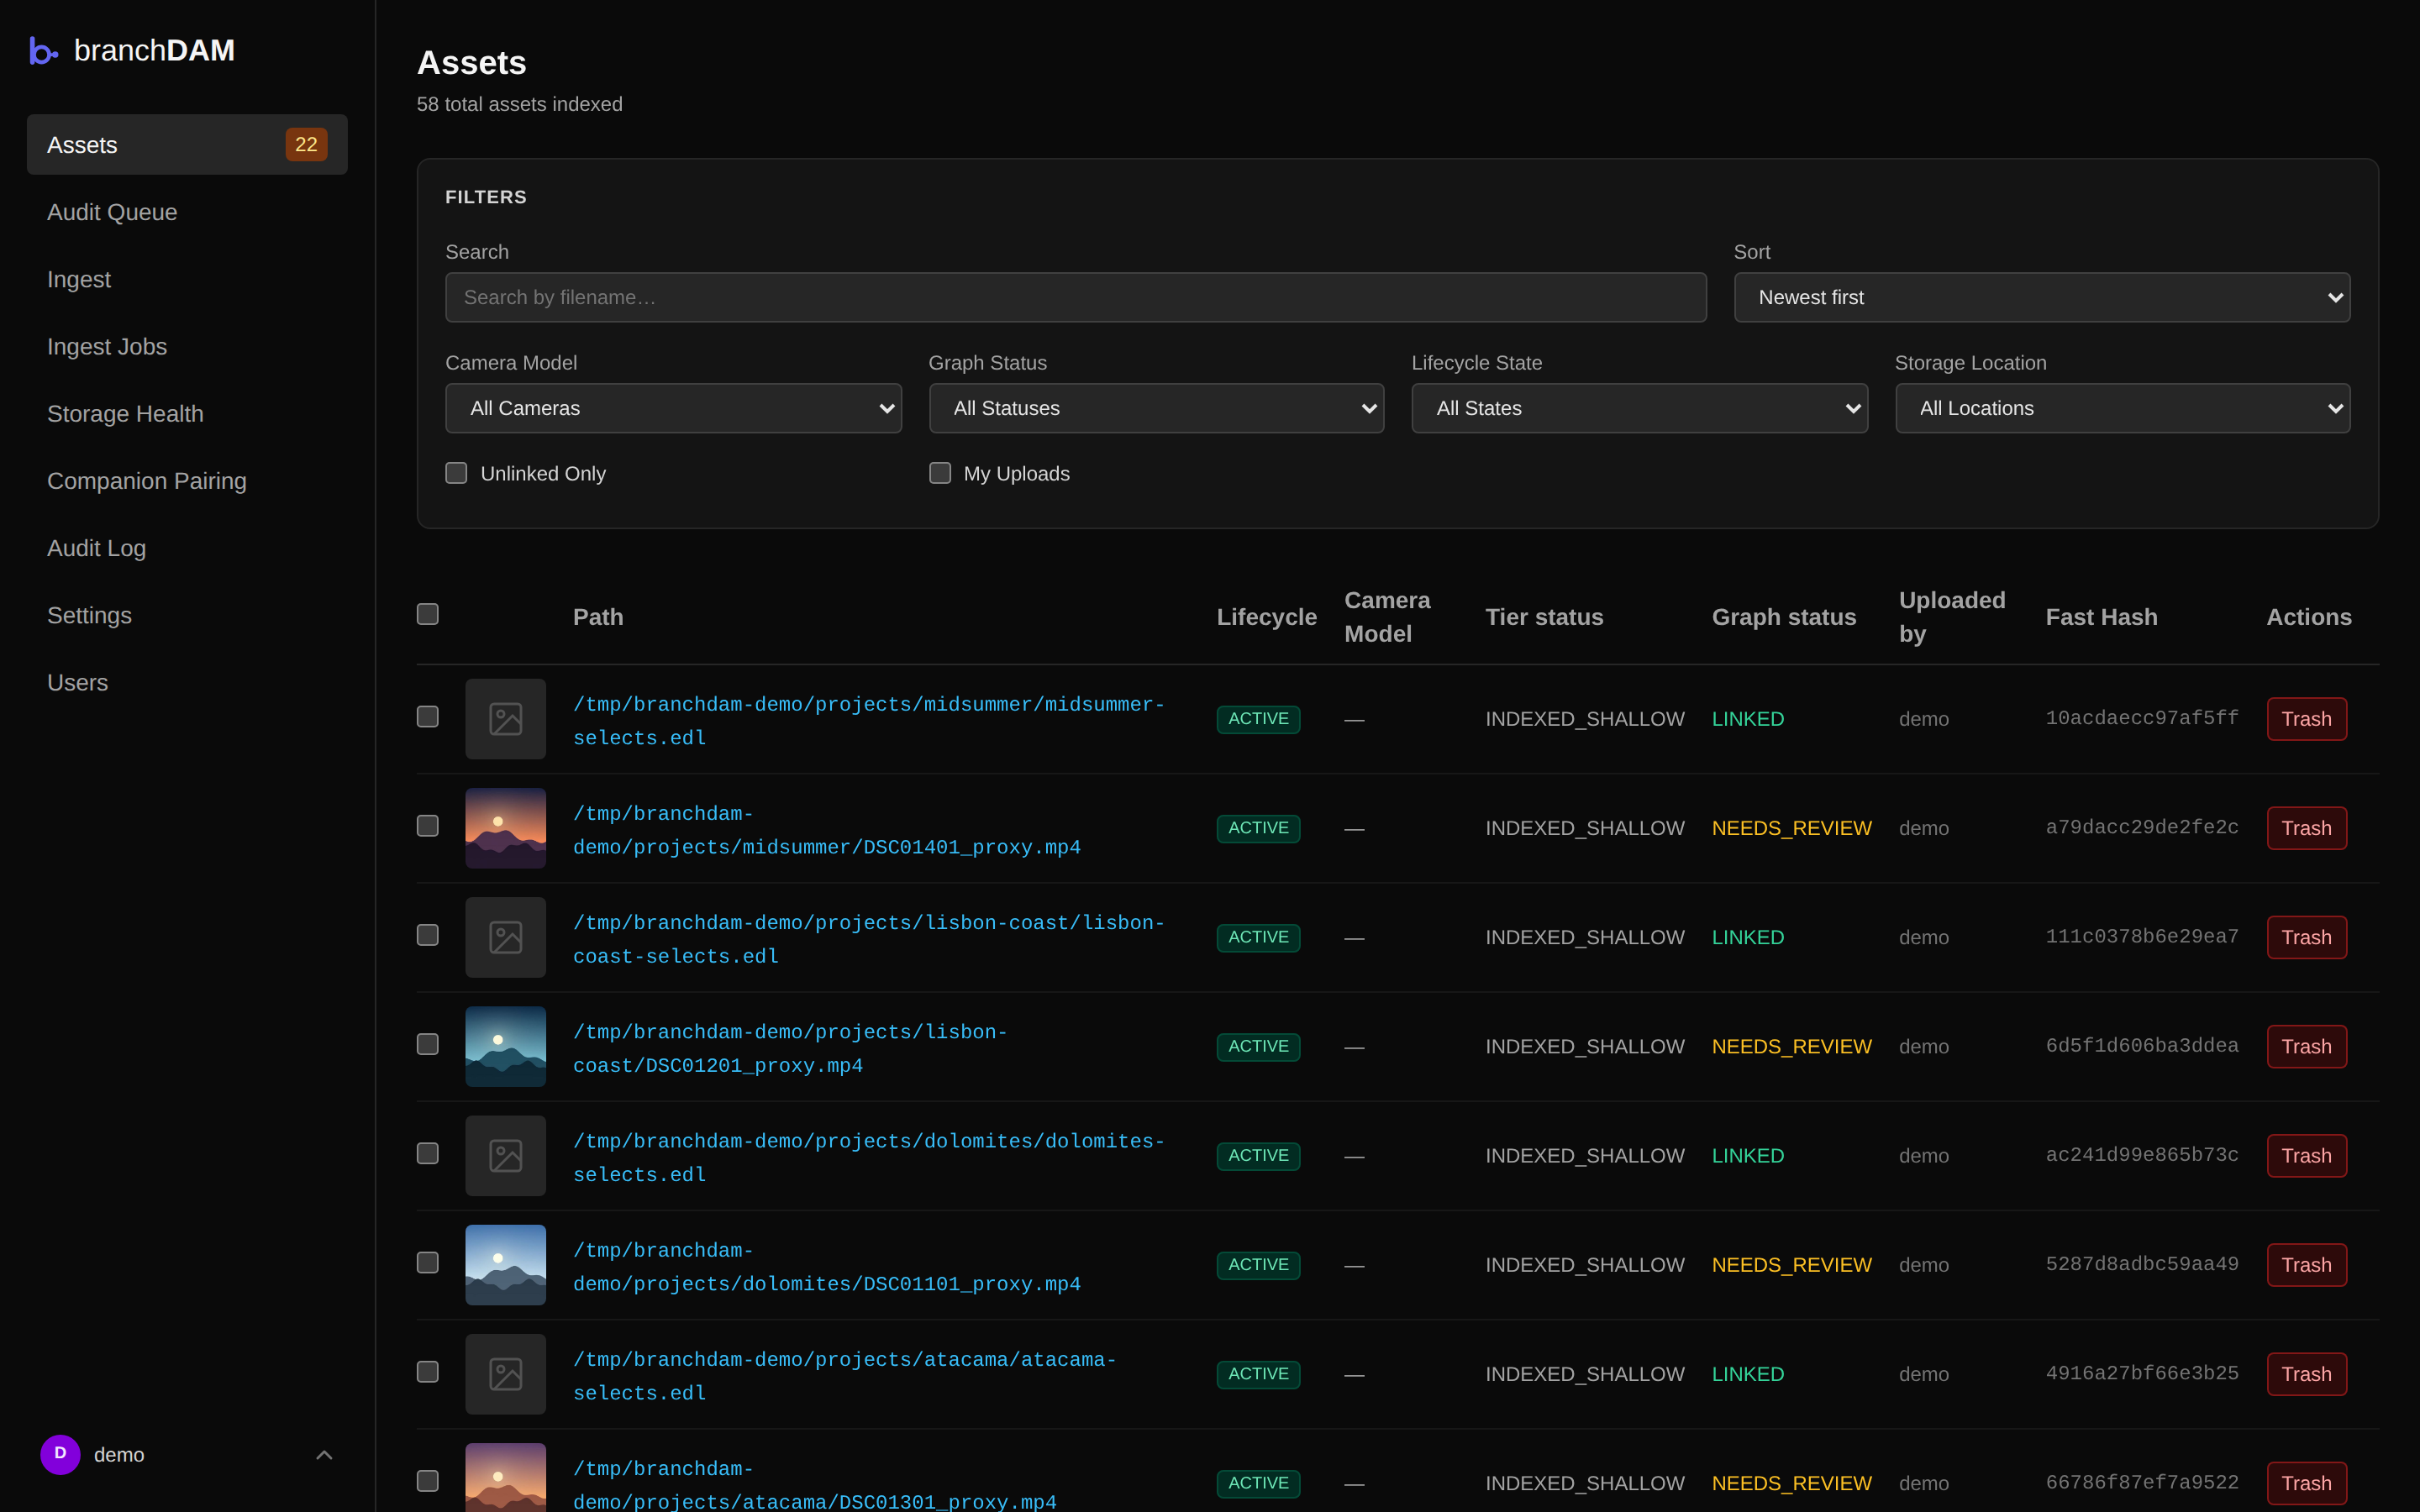 branchDAM
Assets 22
Audit Queue
Ingest
Ingest Jobs
Storage Health
Companion Pairing
Audit Log
Settings
Users
D demo
Assets
58 total assets indexed
FILTERS
Search Sort
Search by filename… Newest first
Camera Model Graph Status Lifecycle State Storage Location
All Cameras All Statuses All States All Locations
Unlinked Only My Uploads
Path Lifecycle Camera Model Tier status Graph status Uploaded by Fast Hash Actions
/tmp/branchdam-demo/projects/midsummer/midsummer-
selects.edl ACTIVE — INDEXED_SHALLOW LINKED demo 10acdaecc97af5ff Trash
/tmp/branchdam-
demo/projects/midsummer/DSC01401_proxy.mp4 ACTIVE — INDEXED_SHALLOW NEEDS_REVIEW demo a79dacc29de2fe2c Trash
/tmp/branchdam-demo/projects/lisbon-coast/lisbon-
coast-selects.edl ACTIVE — INDEXED_SHALLOW LINKED demo 111c0378b6e29ea7 Trash
/tmp/branchdam-demo/projects/lisbon-
coast/DSC01201_proxy.mp4 ACTIVE — INDEXED_SHALLOW NEEDS_REVIEW demo 6d5f1d606ba3ddea Trash
/tmp/branchdam-demo/projects/dolomites/dolomites-
selects.edl ACTIVE — INDEXED_SHALLOW LINKED demo ac241d99e865b73c Trash
/tmp/branchdam-
demo/projects/dolomites/DSC01101_proxy.mp4 ACTIVE — INDEXED_SHALLOW NEEDS_REVIEW demo 5287d8adbc59aa49 Trash
/tmp/branchdam-demo/projects/atacama/atacama-
selects.edl ACTIVE — INDEXED_SHALLOW LINKED demo 4916a27bf66e3b25 Trash
/tmp/branchdam-
demo/projects/atacama/DSC01301_proxy.mp4 ACTIVE — INDEXED_SHALLOW NEEDS_REVIEW demo 66786f87ef7a9522 Trash